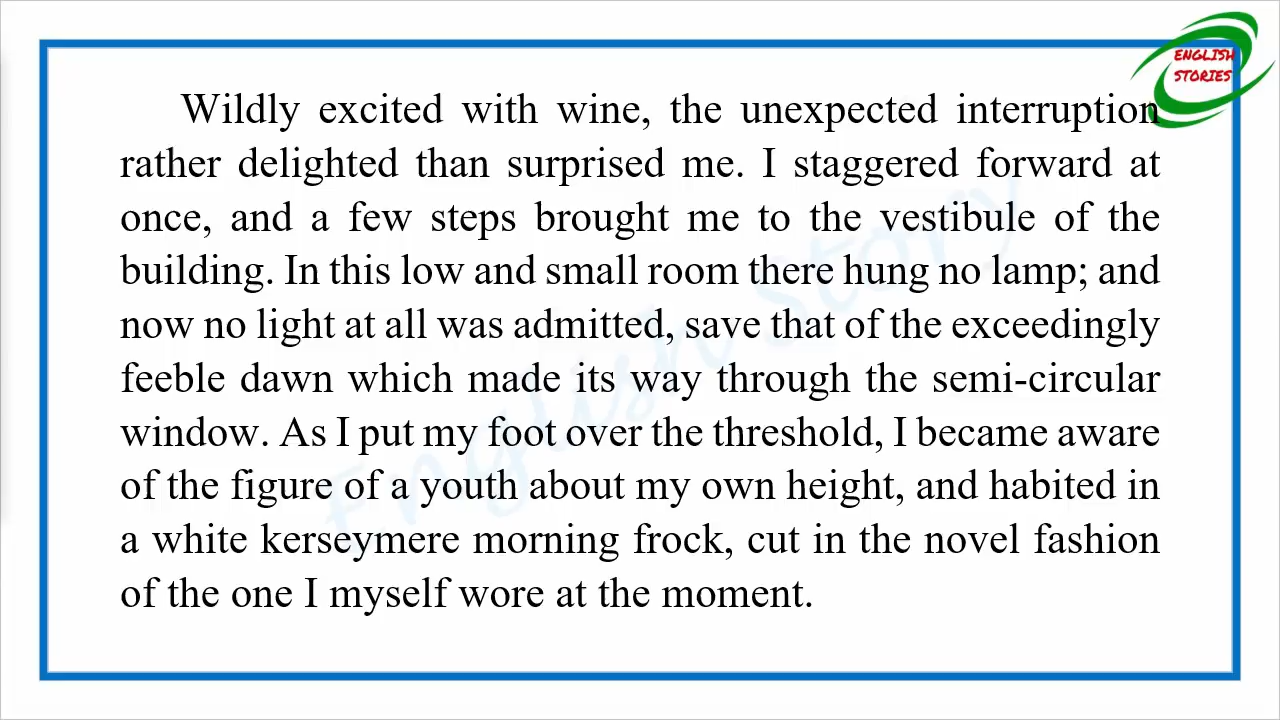 ENGLISH
STORIES
Wildly excited with wine, the unexpected interruption
rather delighted than surprised me. I staggered forward at
once, and a few steps brought me to the vestibule of the
building. In this low and small room there hung no lamp; and
now no light at all was admitted, save that of the exceedingly
feeble dawn which made its way through the semi-circular
window. As I put my foot over the threshold, I became aware
of the figure of a youth about my own height, and habited in
a white kerseymere morning frock, cut in the novel fashion
of the one I myself wore at the moment.
English Story